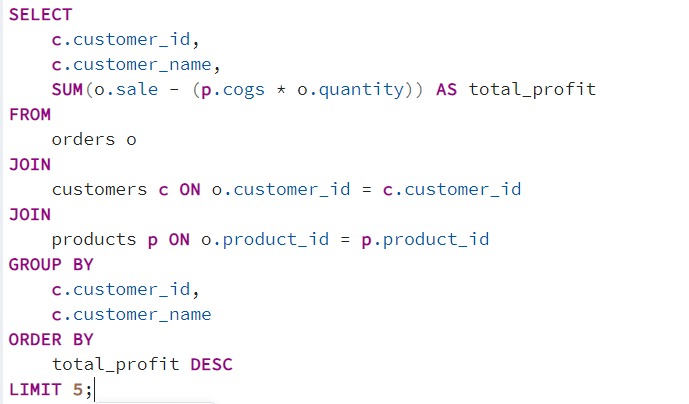 SELECT
    c.customer_id,
    c.customer_name,
    SUM(o.sale - (p.cogs * o.quantity)) AS total_profit
FROM
    orders o
JOIN
    customers c ON o.customer_id = c.customer_id
JOIN
    products p ON o.product_id = p.product_id
GROUP BY
    c.customer_id,
    c.customer_name
ORDER BY
    total_profit DESC
LIMIT 5;